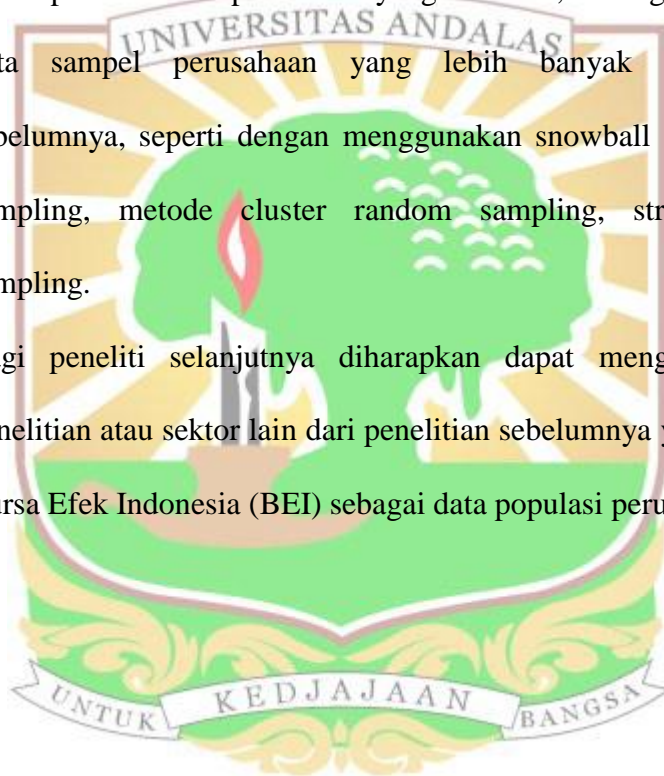 yang
UNIVERSITAS ANDALAS
ta sampel perusahaan yang lebih banyak
belumnya, seperti dengan menggunakan snowball
mpling, metode cluster random sampling, str
mpling.
gi peneliti selanjutnya diharapkan dapat meng
nelitian atau sektor lain dari penelitian sebelumnya y
rsa Efek Indonesia (BEI) sebagai data populasi peru
UNTUK KEDJAJAAN BANGSA